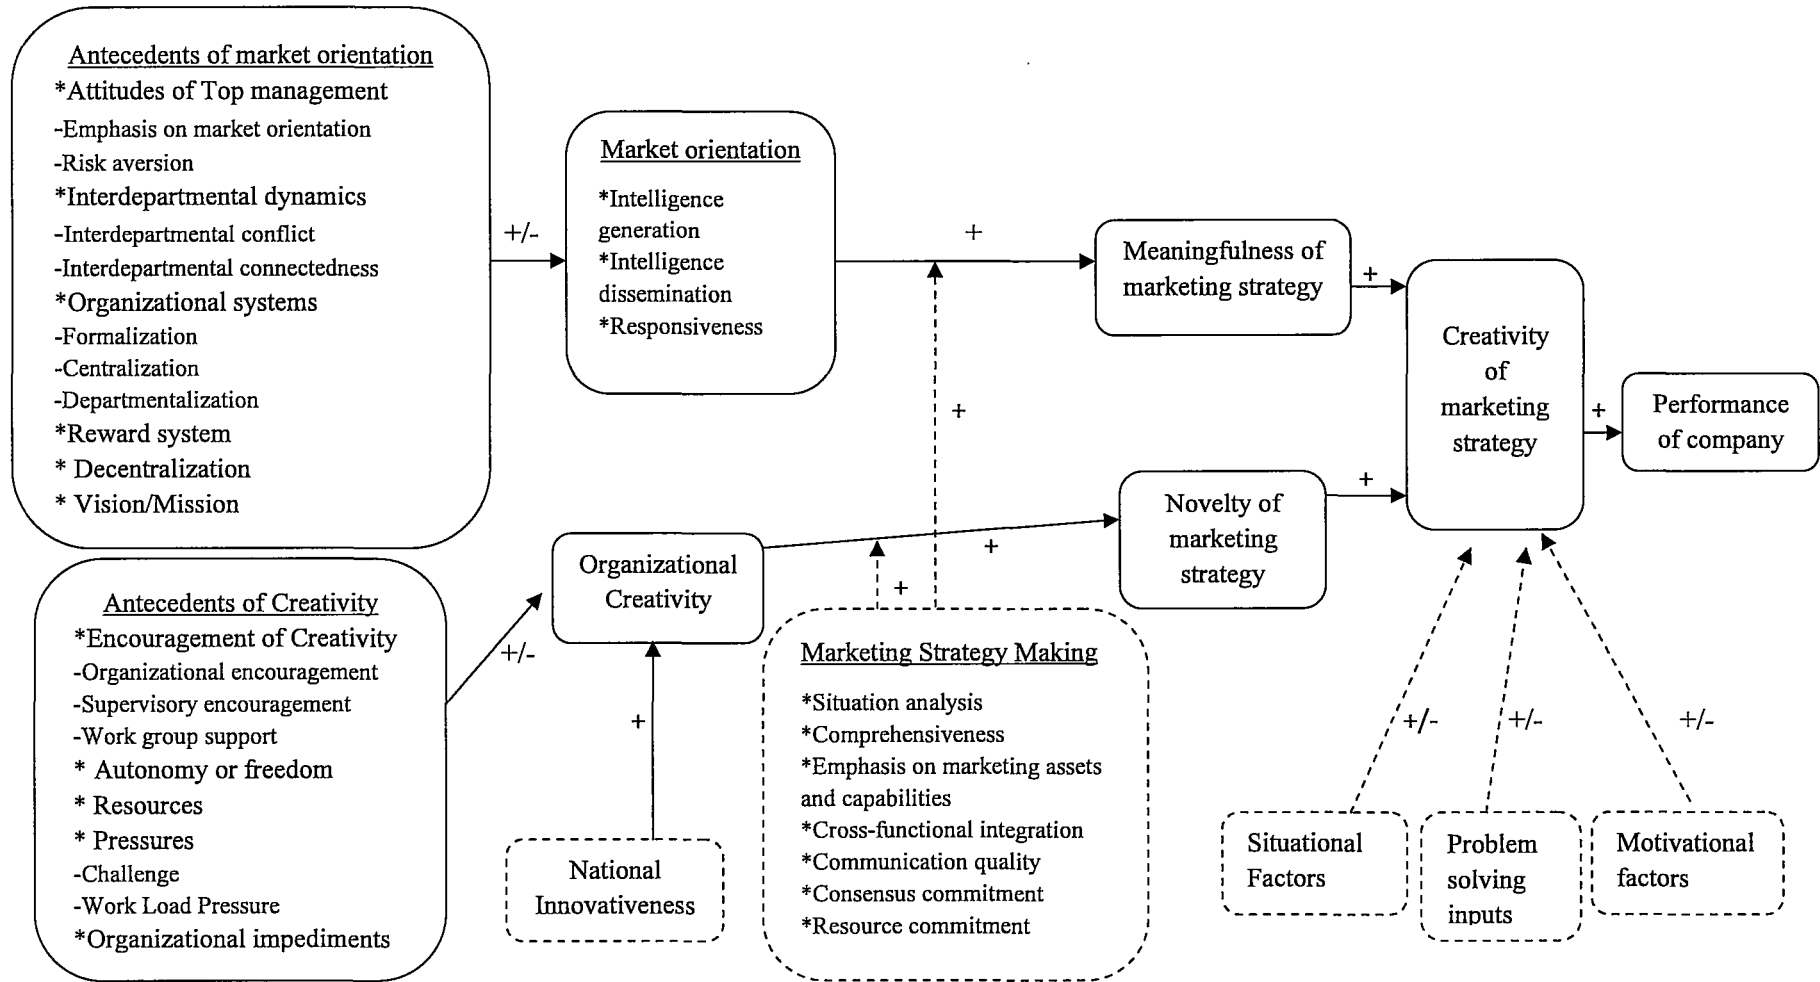 Antecedents of market orientation
*Attitudes of Top management
-Emphasis on market orientation
-Risk aversion
*Interdepartmental dynamics
-Interdepartmental conflict
-Interdepartmental connectedness
*Organizational systems
-Formalization
-Centralization
-Departmentalization
*Reward system
* Decentralization
* Vision/Mission
+/-
Market orientation
*Intelligence
generation
*Intelligence
dissemination
*Responsiveness
+
Meaningfulness of
marketing strategy
+
Creativity
of
marketing
strategy
+
Performance
of company
Antecedents of Creativity
*Encouragement of Creativity
-Organizational encouragement
-Supervisory encouragement
-Work group support
* Autonomy or freedom
* Resources
* Pressures
-Challenge
-Work Load Pressure
*Organizational impediments
+/-
Organizational
Creativity
+
Novelty of
marketing
strategy
+
+
National
Innovativeness
+
+
Marketing Strategy Making
*Situation analysis
*Comprehensiveness
*Emphasis on marketing assets
and capabilities
*Cross-functional integration
*Communication quality
*Consensus commitment
*Resource commitment
+/-
+/-
+/-
Situational
Factors
Problem
solving
inputs
Motivational
factors